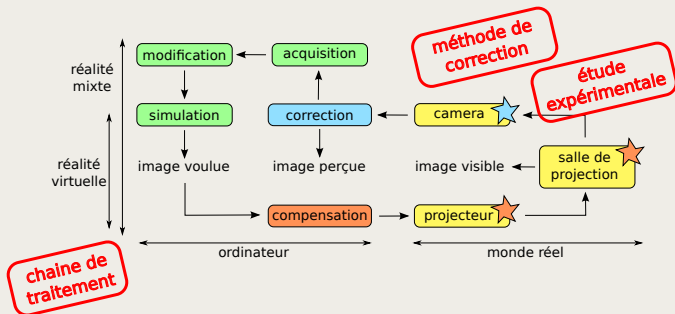 méthode de
correction
modification
acquisition
réalité
mixte
étude
expérimentale
simulation
correction
camera
réalité
virtuelle
image voulue
image perçue
image visible
salle de
projection
compensation
projecteur
ordinateur
monde réel
chaine de
traitement